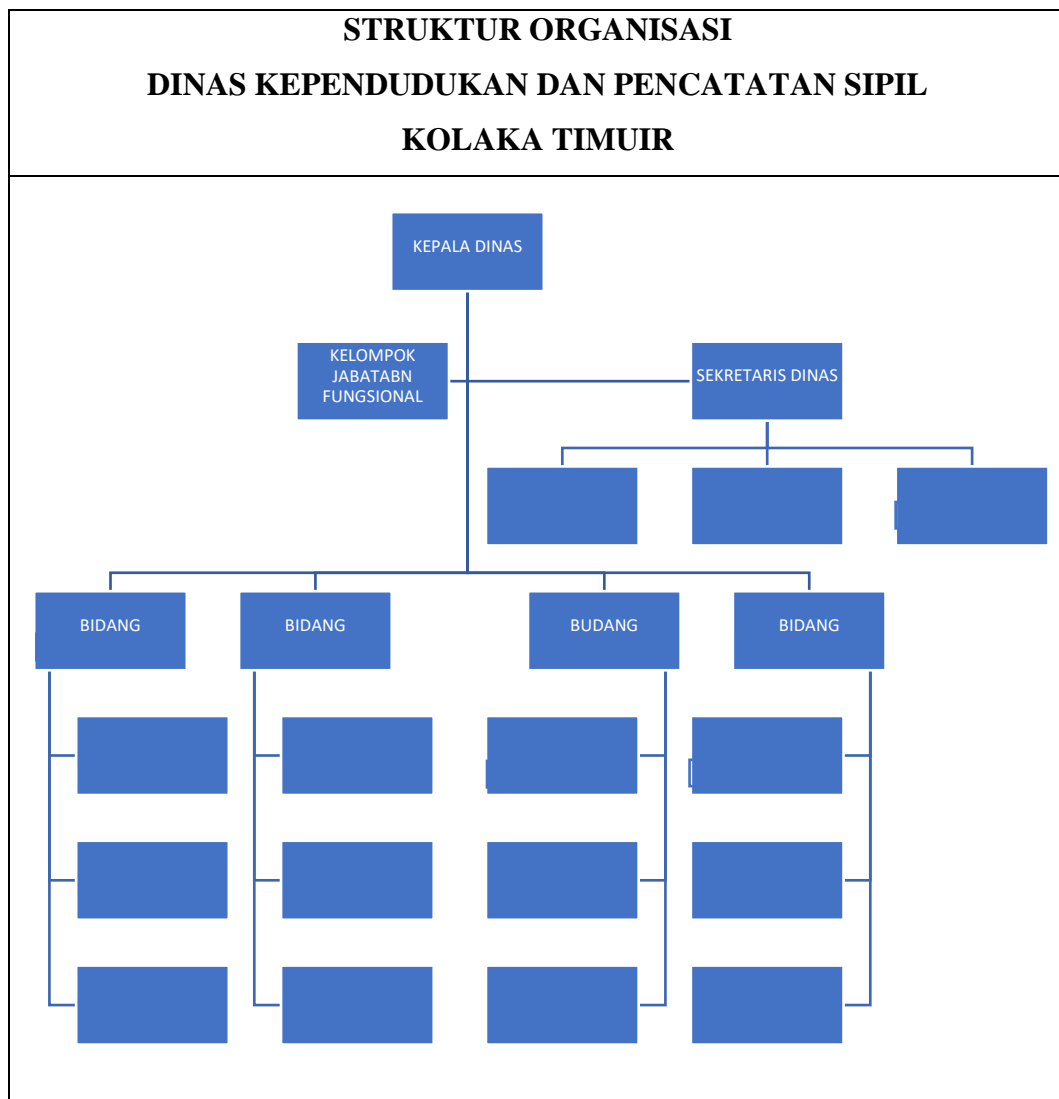 STRUKTUR ORGANISASI
DINAS KEPENDUDUKAN DAN PENCATATAN SIPIL
KOLAKA TIMUIR
KEPALA DINAS
KELOMPOK
JABATABN
FUNGSIONAL
SEKRETARIS DINAS
BIDANG
BIDANG
BUDANG
BIDANG